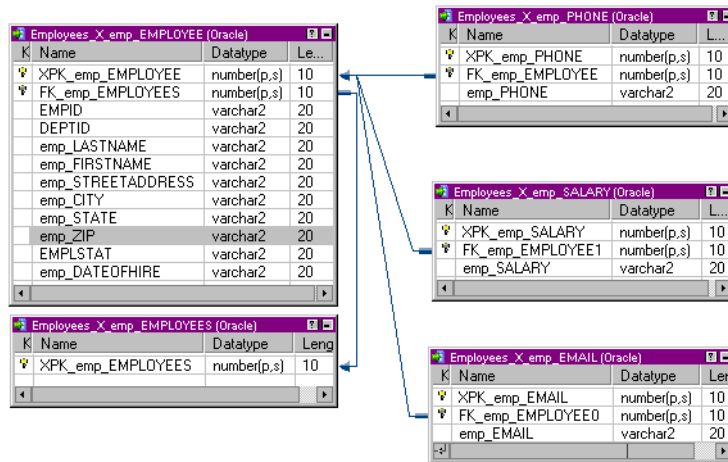 Employees_X_emp_EMPLOYEE (Oracle)
K Name Datatype Le...
XPK_emp_EMPLOYEE number(p,s) 10
FK_emp_EMPLOYEES number(p,s) 10
EMPID varchar2 20
DEPTID varchar2 20
emp_LASTNAME varchar2 20
emp_FIRSTNAME varchar2 20
emp_STREETADDRESS varchar2 20
emp_CITY varchar2 20
emp_STATE varchar2 20
emp_ZIP varchar2 20
EMPLSTAT varchar2 20
emp_DATEOFHIRE varchar2 20
Employees_X_emp_EMPLOYEES (Oracle)
K Name Datatype Leng
XPK_emp_EMPLOYEES number(p,s) 10
Employees_X_emp_PHONE (Oracle)
K Name Datatype L...
XPK_emp_PHONE number(p,s) 10
FK_emp_EMPLOYEE number(p,s) 10
emp_PHONE varchar2 20
Employees_X_emp_SALARY (Oracle)
K Name Datatype L...
XPK_emp_SALARY number(p,s) 10
FK_emp_EMPLOYEE1 number(p,s) 10
emp_SALARY varchar2 20
Employees_X_emp_EMAIL (Oracle)
K Name Datatype Ler
XPK_emp_EMAIL number(p,s) 10
FK_emp_EMPLOYEE0 number(p,s) 10
emp_EMAIL varchar2 20